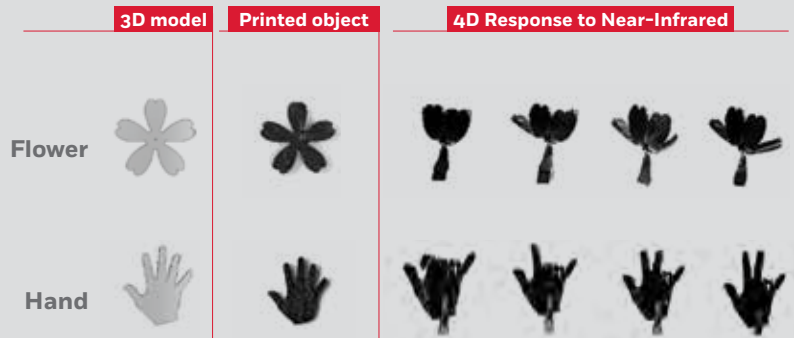 3D model
Printed object
4D Response to Near-Infrared
Flower
Hand